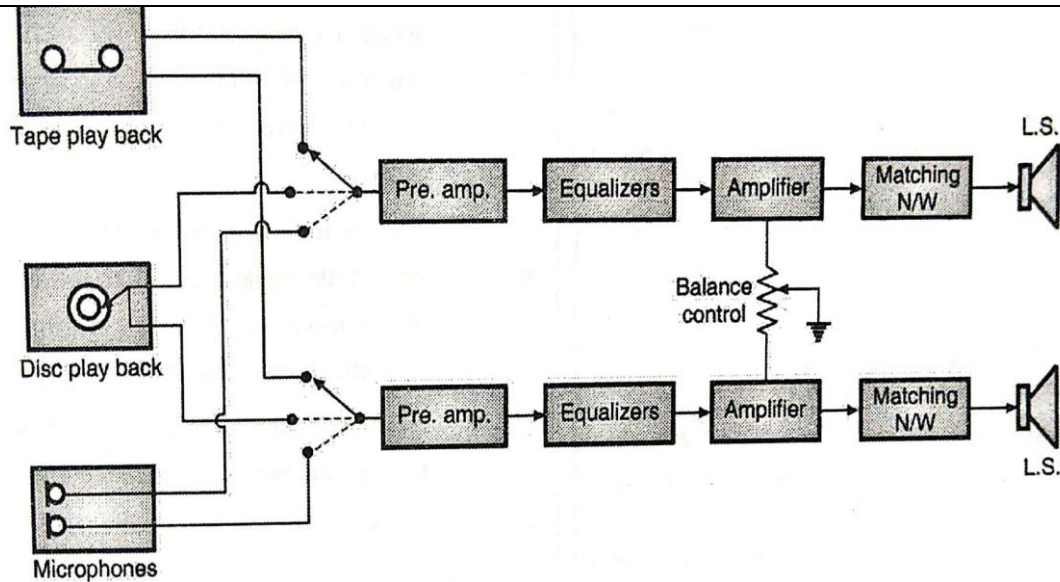 Tape play back
L.S.
Pre. amp.
Equalizers
Amplifier
Matching
N/W
Balance
control
Disc play back
Pre. amp.
Equalizers
Amplifier
Matching
N/W
L.S.
Microphones